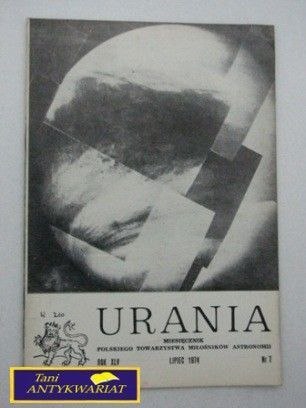 URANIA
MIESIĘCZNIK
POLSKIEGO TOWARZYSTWA MIŁOŚNIKÓW ASTRONOMII
ROK XLV LIPIEC 1974 Nr 7
Tani
ANTYKWARIAT